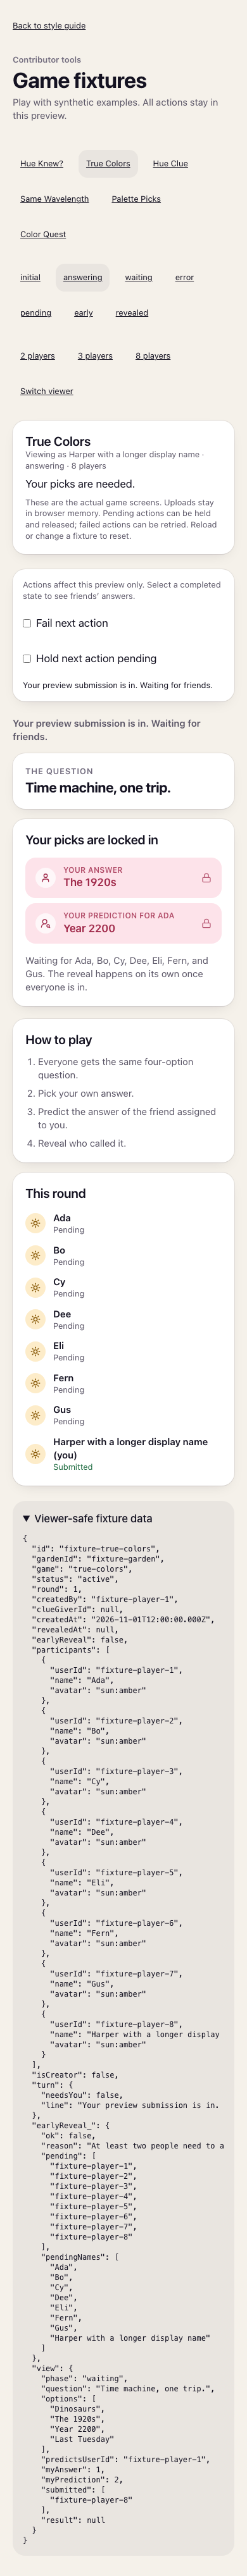 Back to style guide
Contributor tools
Game fixtures
Play with synthetic examples. All actions stay in
this preview.
Hue Knew?
True Colors
Hue Clue
Same Wavelength
Palette Picks
Color Quest
initial
answering
waiting
error
pending
early
revealed
2 players
3 players
8 players
Switch viewer
True Colors
Viewing as Harper with a longer display name ·
answering · 8 players
Your picks are needed.
These are the actual game screens. Uploads stay
in browser memory. Pending actions can be held
and released; failed actions can be retried. Reload
or change a fixture to reset.
Actions affect this preview only. Select a completed
state to see friends' answers.
Fail next action
Hold next action pending
Your preview submission is in. Waiting for friends.
Your preview submission is in. Waiting for
friends.
THE QUESTION
Time machine, one trip.
Your picks are locked in
YOUR ANSWER
The 1920s
YOUR PREDICTION FOR ADA
Year 2200
Waiting for Ada, Bo, Cy, Dee, Eli, Fern, and
Gus. The reveal happens on its own once
everyone is in.
How to play
1. Everyone gets the same four-option
question.
2. Pick your own answer.
3. Predict the answer of the friend assigned
to you.
4. Reveal who called it.
This round
Ada
Pending
Bo
Pending
Cy
Pending
Dee
Pending
Eli
Pending
Fern
Pending
Gus
Pending
Harper with a longer display name
(you)
Submitted
▼ Viewer-safe fixture data
{
"id": "fixture-true-colors",
"gardenId": "fixture-garden",
"game": "true-colors",
"status": "active",
"round": 1,
"createdBy": "fixture-player-1",
"clueGiverId": null,
"createdAt": "2026-11-01T12:00:00.000Z",
"revealedAt": null,
"earlyReveal": false,
"participants": [
{
"userId": "fixture-player-1",
"name": "Ada",
"avatar": "sun:amber"
},
{
"userId": "fixture-player-2",
"name": "Bo",
"avatar": "sun:amber"
},
{
"userId": "fixture-player-3",
"name": "Cy",
"avatar": "sun:amber"
},
{
"userId": "fixture-player-4",
"name": "Dee",
"avatar": "sun:amber"
},
{
"userId": "fixture-player-5",
"name": "Eli",
"avatar": "sun:amber"
},
{
"userId": "fixture-player-6",
"name": "Fern",
"avatar": "sun:amber"
},
{
"userId": "fixture-player-7",
"name": "Gus",
"avatar": "sun:amber"
},
{
"userId": "fixture-player-8",
"name": "Harper with a longer display
"avatar": "sun:amber"
}
],
"isCreator": false,
"turn": {
"needsYou": false,
"line": "Your preview submission is in.
},
"earlyReveal_": {
"ok": false,
"reason": "At least two people need to a
"pending": [
"fixture-player-1",
"fixture-player-2",
"fixture-player-3",
"fixture-player-4",
"fixture-player-5",
"fixture-player-6",
"fixture-player-7",
"fixture-player-8"
],
"pendingNames": [
"Ada",
"Bo",
"Cy",
"Dee",
"Eli",
"Fern",
"Gus",
"Harper with a longer display name"
]
},
"view": {
"phase": "waiting",
"question": "Time machine, one trip.",
"options": [
"Dinosaurs",
"The 1920s",
"Year 2200",
"Last Tuesday"
],
"predictsUserId": "fixture-player-1",
"myAnswer": 1,
"myPrediction": 2,
"submitted": [
"fixture-player-8"
],
"result": null
}
}